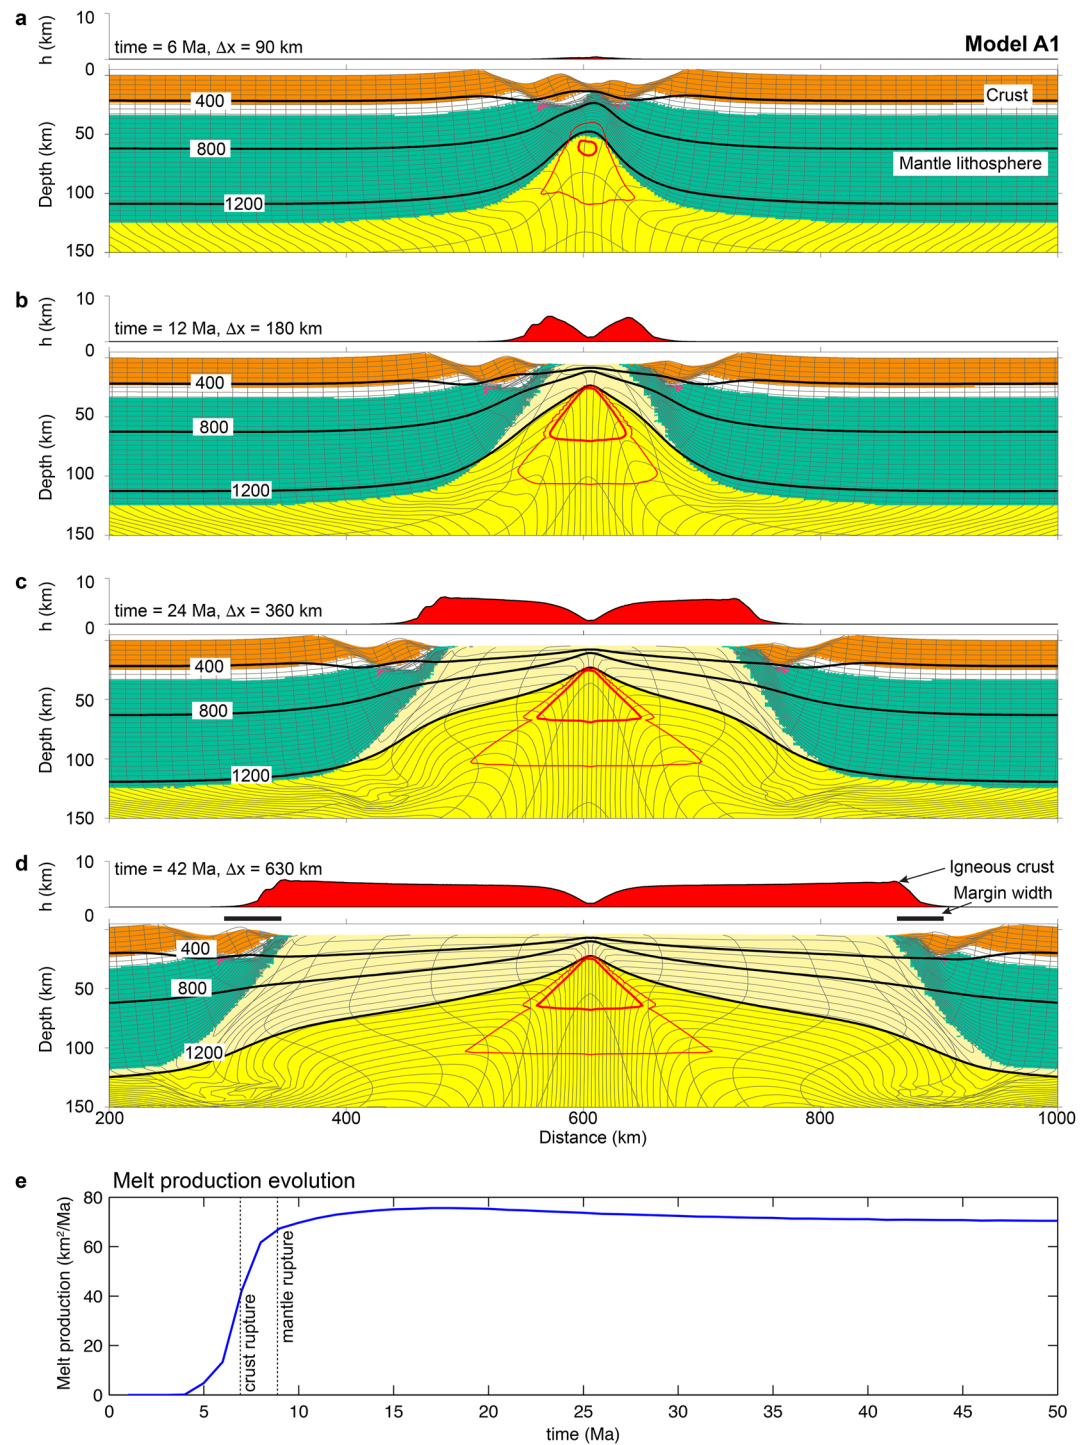 a
10
h (km)
0
time = 6 Ma, Δx = 90 km
Model A1
400
Crust
50
800
Mantle lithosphere
Depth (km)
100
1200
150
b
10
h (km)
0
time = 12 Ma, Δx = 180 km
400
50
800
Depth (km)
100
1200
150
c
10
h (km)
0
time = 24 Ma, Δx = 360 km
400
50
800
Depth (km)
100
1200
150
d
10
h (km)
0
time = 42 Ma, Δx = 630 km
Igneous crust
Margin width
400
50
800
Depth (km)
100
1200
150
200 400 600 800 1000
Distance (km)
e
Melt production evolution
80
60
40
20
0
Melt production (km²/Ma)
crust rupture
mantle rupture
0 5 10 15 20 25 30 35 40 45 50
time (Ma)